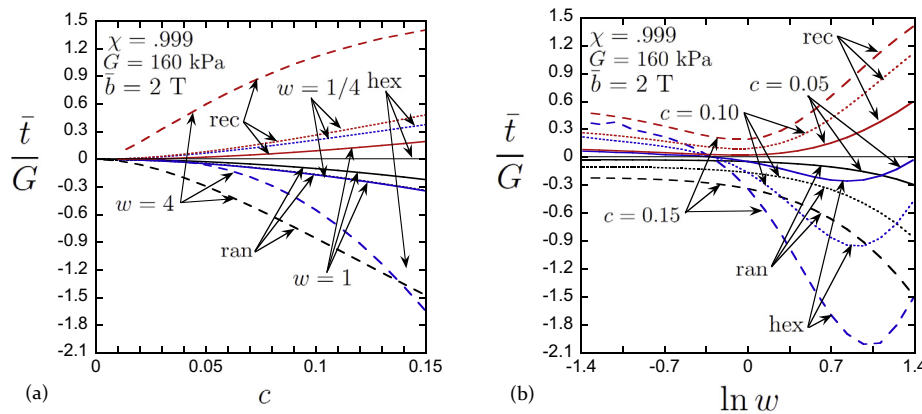 1.5
1.2
0.9
0.6
0.3
0
-0.3
-0.6
-0.9
-1.2
-1.5
-1.8
-2.1
t̄
G
χ = .999
G = 160 kPa
b̄ = 2 T
w = 1/4
hex
rec
w = 4
ran
w = 1
0
0.05
0.1
0.15
(a)
c
1.5
1.2
0.9
0.6
0.3
0
-0.3
-0.6
-0.9
-1.2
-1.5
-1.8
-2.1
t̄
G
χ = .999
G = 160 kPa
b̄ = 2 T
rec
c = 0.05
c = 0.10
c = 0.15
ran
hex
-1.4
-0.7
0
0.7
1.4
(b)
ln w